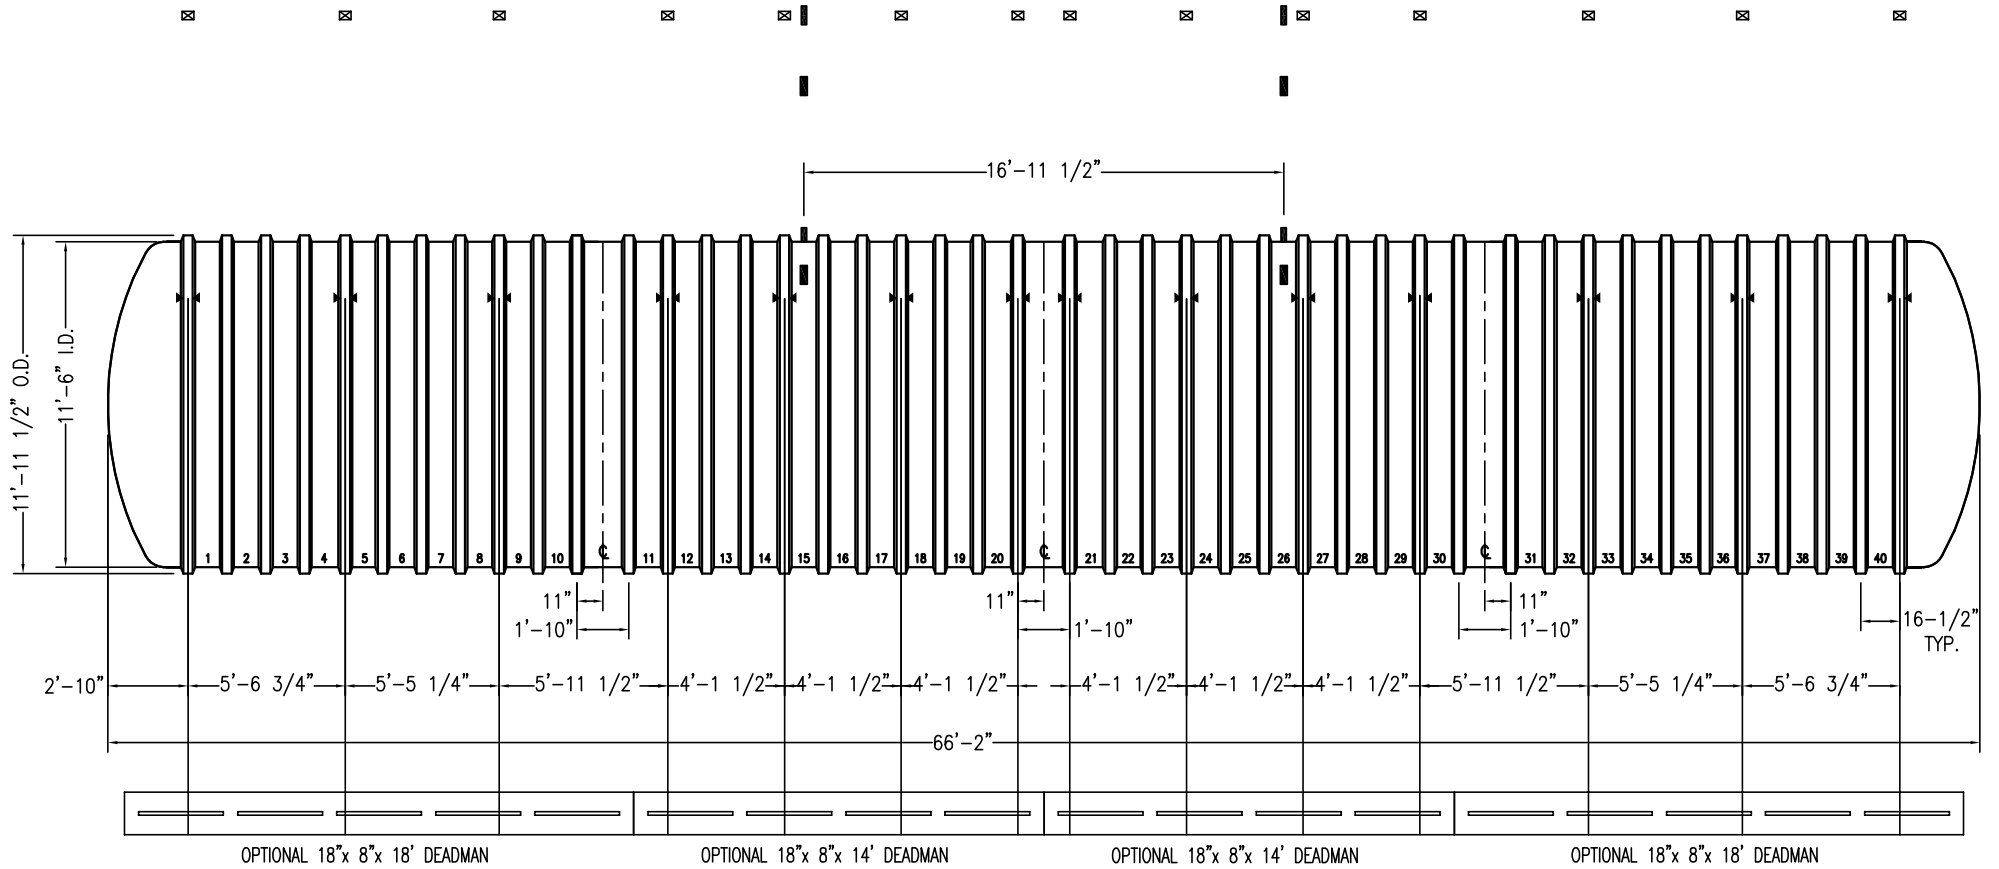 16'-11 1/2"
11'-11 1/2" O.D.
11'-6" I.D.
1 2 3 4 5 6 7 8 9 10 ℄ 11 12 13 14 15 16 17 18 19 20 ℄ 21 22 23 24 25 26 27 28 29 30 ℄ 31 32 33 34 35 36 37 38 39 40
11" 11" 11"
1'-10" 1'-10" 1'-10"
16-1/2"
TYP.
2'-10" 5'-6 3/4" 5'-5 1/4" 5'-11 1/2" 4'-1 1/2" 4'-1 1/2" 4'-1 1/2" 4'-1 1/2" 4'-1 1/2" 4'-1 1/2" 5'-11 1/2" 5'-5 1/4" 5'-6 3/4"
66'-2"
OPTIONAL 18"x 8"x 18' DEADMAN
OPTIONAL 18"x 8"x 14' DEADMAN
OPTIONAL 18"x 8"x 14' DEADMAN
OPTIONAL 18"x 8"x 18' DEADMAN